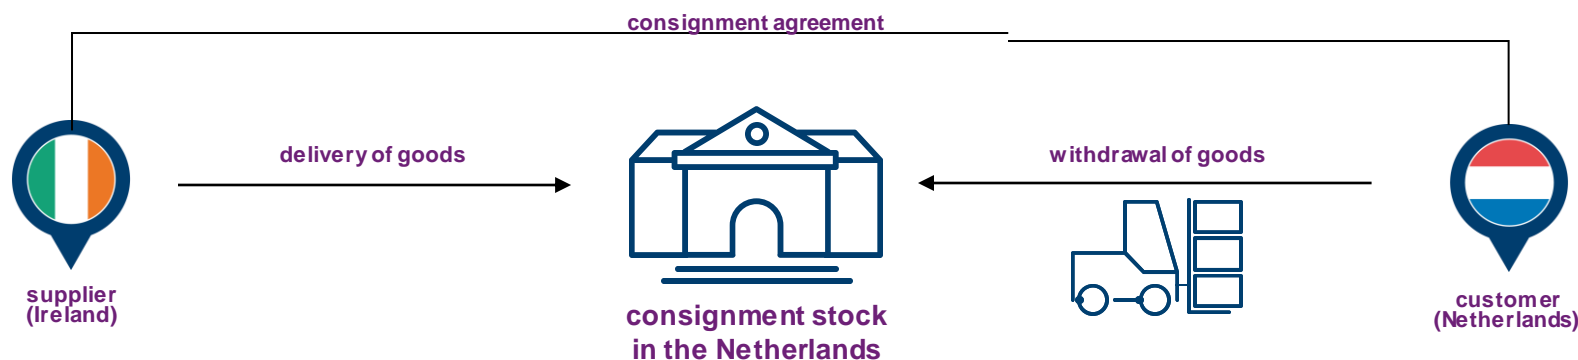 consignment agreement
delivery of goods
withdrawal of goods
supplier
(Ireland)
consignment stock
in the Netherlands
customer
(Netherlands)